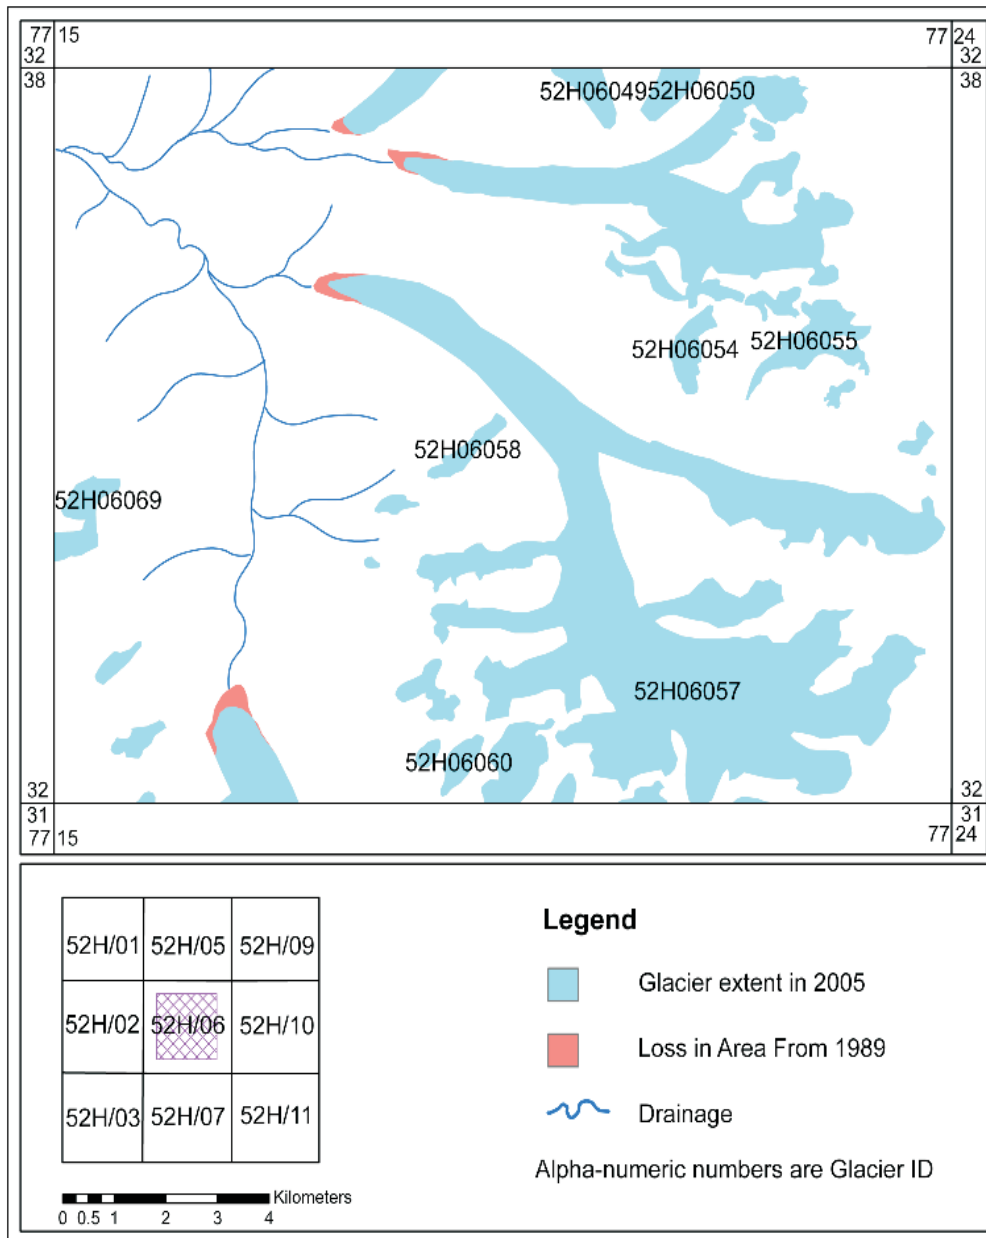 77 15
77 24
32
32
38
38
52H06049 52H06050
52H06054
52H06055
52H06058
52H06069
52H06057
52H06060
32
32
31
31
77 15
77 24
52H/01 52H/05 52H/09
52H/02 52H/06 52H/10
52H/03 52H/07 52H/11
Legend
Glacier extent in 2005
Loss in Area From 1989
Drainage
Alpha-numeric numbers are Glacier ID
Kilometers
0 0.5 1 2 3 4